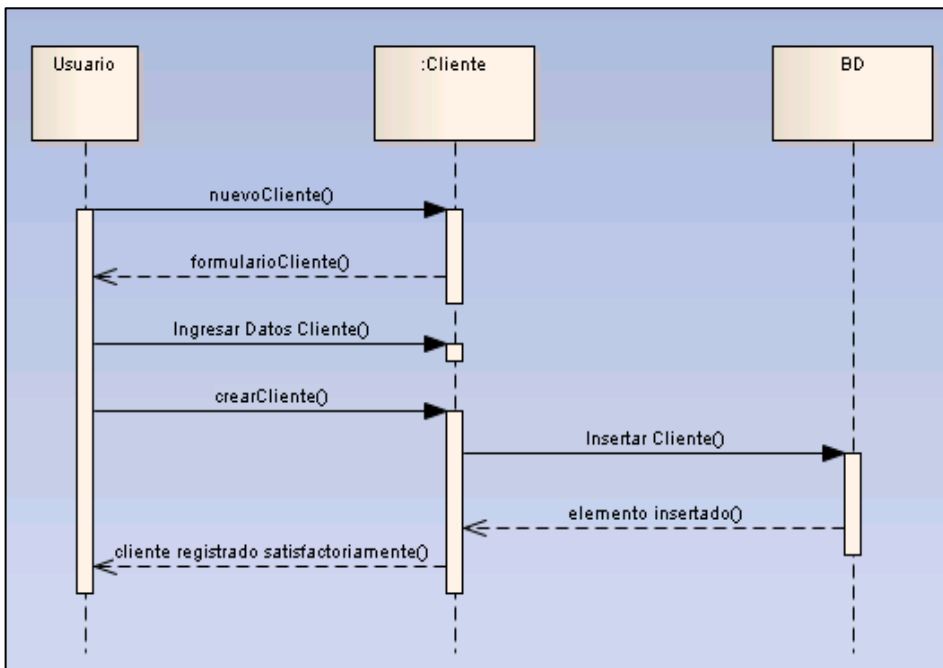 Usuario
:Cliente
BD
nuevoCliente()
formularioCliente()
Ingresar Datos Cliente()
crearCliente()
Insertar Cliente()
elemento insertado()
cliente registrado satisfactoriamente()